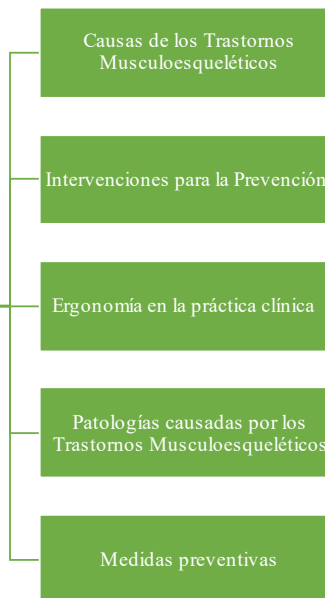 Causas de los Trastornos
Musculoesqueléticos
Intervenciones para la Prevención
Ergonomía en la práctica clínica
Patologías causadas por los
Trastornos Musculoesqueléticos
Medidas preventivas